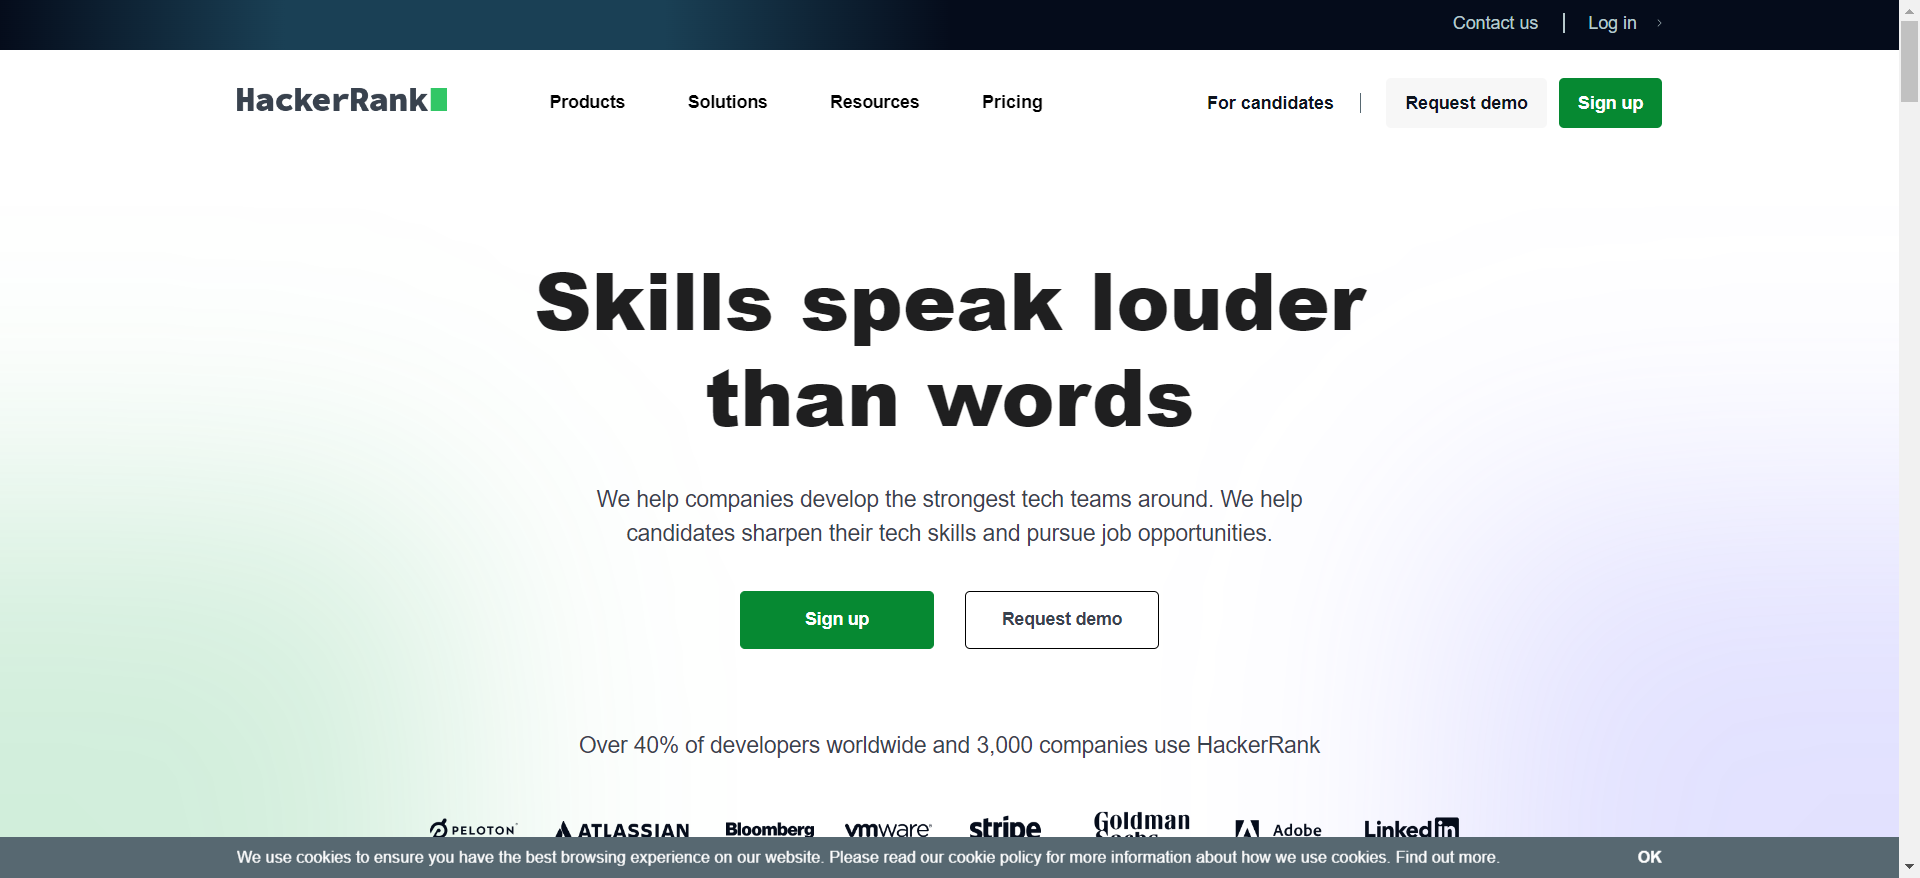 Contact us | Log in
HackerRank
Products Solutions Resources Pricing
For candidates | Request demo Sign up
Skills speak louder
than words
We help companies develop the strongest tech teams around. We help
candidates sharpen their tech skills and pursue job opportunities.
Sign up Request demo
Over 40% of developers worldwide and 3,000 companies use HackerRank
PELOTON ATLASSIAN Bloomberg vmware stripe Goldman Adobe LinkedIn
We use cookies to ensure you have the best browsing experience on our website. Please read our cookie policy for more information about how we use cookies. Find out more. OK